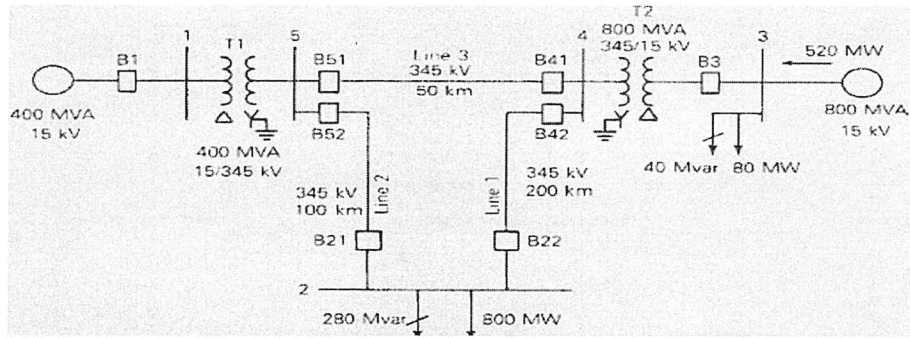 1
T1
5
B1
B51
Line 3
345 kV
50 km
B41
4
T2
800 MVA
345/15 kV
B3
3
520 MW
400 MVA
15 kV
B52
B42
800 MVA
15 kV
400 MVA
15/345 kV
40 Mvar
80 MW
345 kV
100 km
Line 2
Line 1
345 kV
200 km
B21
B22
2
280 Mvar
800 MW